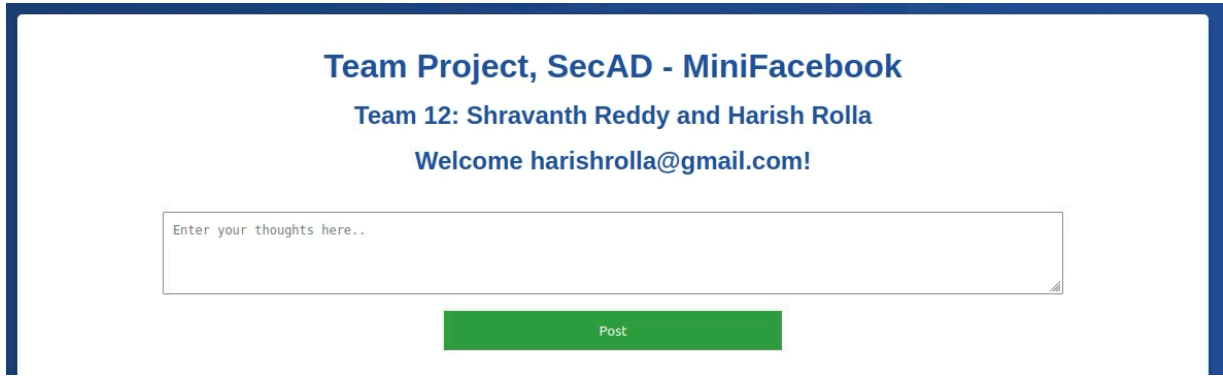 Team Project, SecAD - MiniFacebook
Team 12: Shravanth Reddy and Harish Rolla
Welcome harishrolla@gmail.com!
Enter your thoughts here..
Post